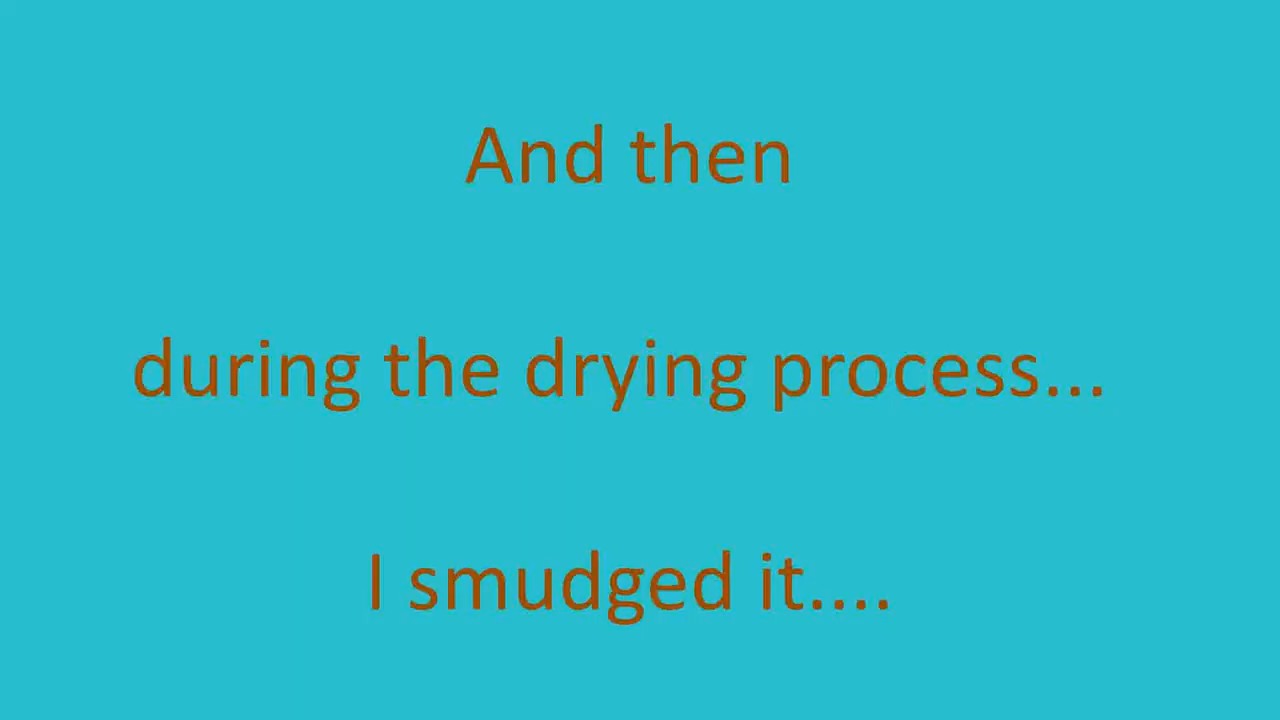 And then
during the drying process...
I smudged it....